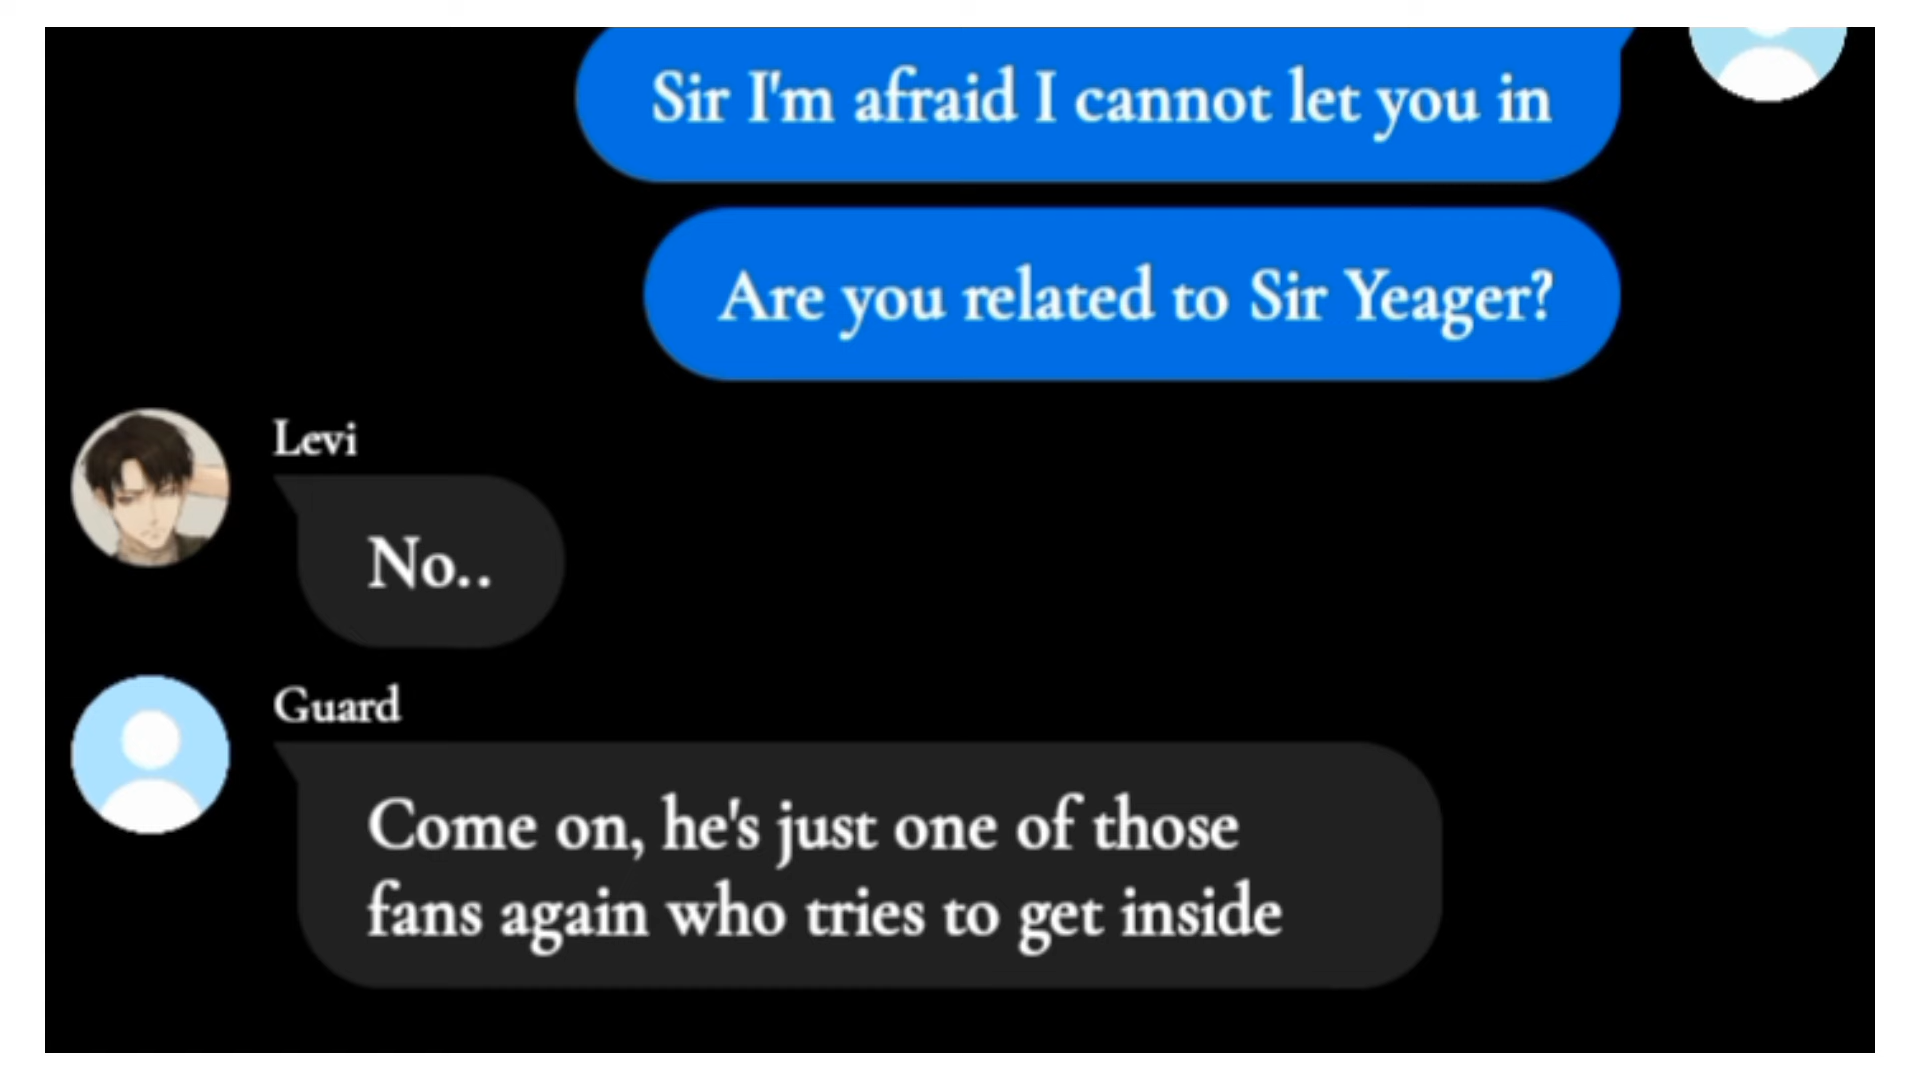 Sir I'm afraid I cannot let you in
Are you related to Sir Yeager?
Levi
No..
Guard
Come on, he's just one of those
fans again who tries to get inside